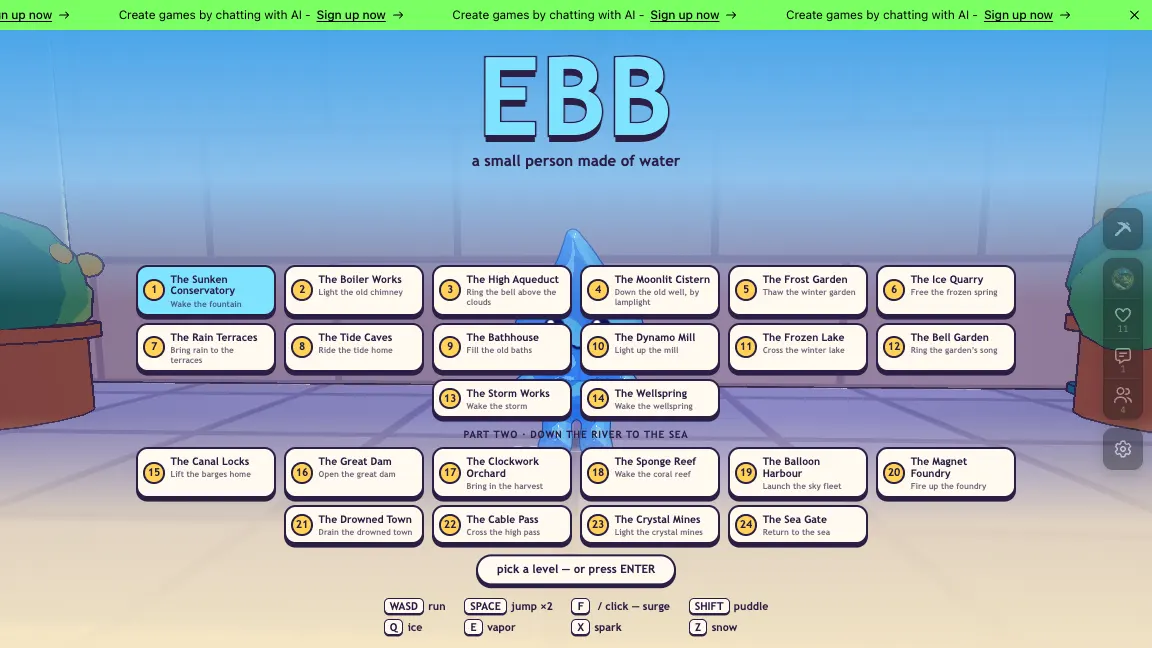 un now →
Create games by chatting with AI - Sign up now →
Create games by chatting with AI - Sign up now →
Create games by chatting with AI - Sign up now →
EBB
a small person made of water
1 The Sunken Conservatory
Wake the fountain
2 The Boiler Works
Light the old chimney
3 The High Aqueduct
Ring the bell above the clouds
4 The Moonlit Cistern
Down the old well, by lamplight
5 The Frost Garden
Thaw the winter garden
6 The Ice Quarry
Free the frozen spring
7 The Rain Terraces
Bring rain to the terraces
8 The Tide Caves
Ride the tide home
9 The Bathhouse
Fill the old baths
10 The Dynamo Mill
Light up the mill
11 The Frozen Lake
Cross the winter lake
12 The Bell Garden
Ring the garden's song
13 The Storm Works
Wake the storm
14 The Wellspring
Wake the wellspring
PART TWO · DOWN THE RIVER TO THE SEA
15 The Canal Locks
Lift the barges home
16 The Great Dam
Open the great dam
17 The Clockwork Orchard
Bring in the harvest
18 The Sponge Reef
Wake the coral reef
19 The Balloon Harbour
Launch the sky fleet
20 The Magnet Foundry
Fire up the foundry
21 The Drowned Town
Drain the drowned town
22 The Cable Pass
Cross the high pass
23 The Crystal Mines
Light the crystal mines
24 The Sea Gate
Return to the sea
pick a level — or press ENTER
WASD run SPACE jump ×2 F / click — surge SHIFT puddle
Q ice E vapor X spark Z snow
11
1
4